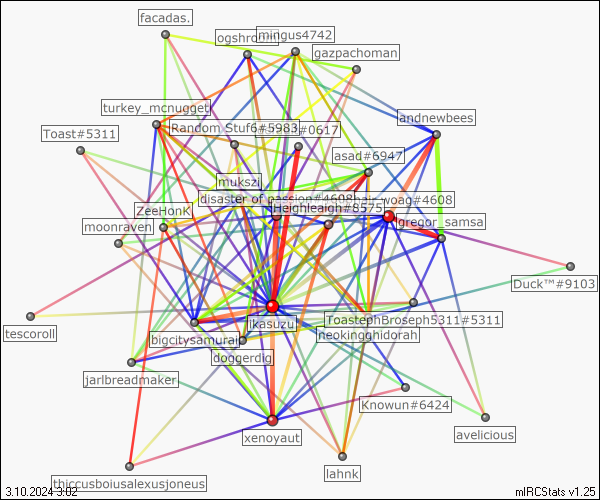 facadas.
mingus4742
gazpachoman
turkey_mcnugget
andnewbees
Toast#5311
Random Stuf6#5983
#0617
asad#6947
mukszi
disaster of passion#4608
woag#4608
ZeeHonK
Heighleaigh#8575
gregor_samsa
moonraven
Duck™#9103
tescoroll
ikasuzu
ToastephBroseph5311#5311
bigcitysamurai
neokingghidorah
doggerdig
jarlbreadmaker
Knowun#6424
xenoyaut
avelicious
lahnk
thiccusboiusalexusjoneus
3.10.2024 3:02
mIRCStats v1.25